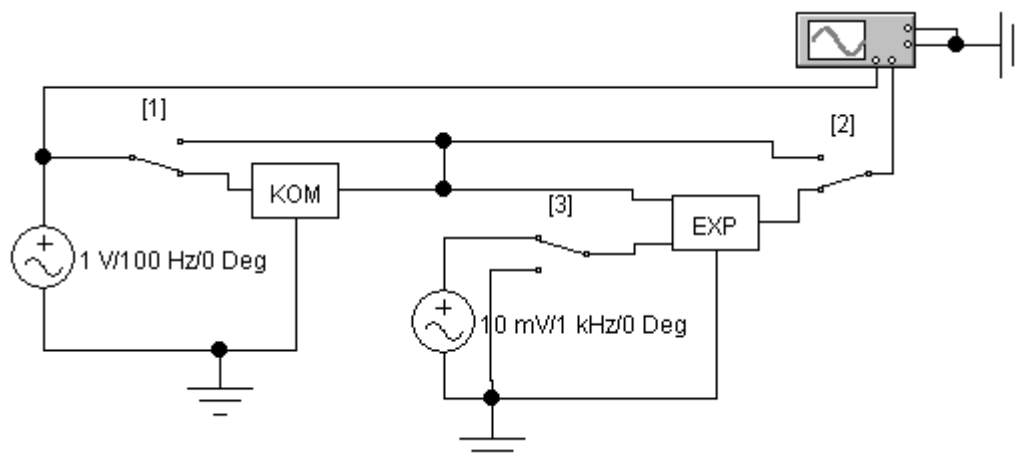 [1]
[2]
KOM
[3]
EXP
1 V/100 Hz/0 Deg
10 mV/1 kHz/0 Deg